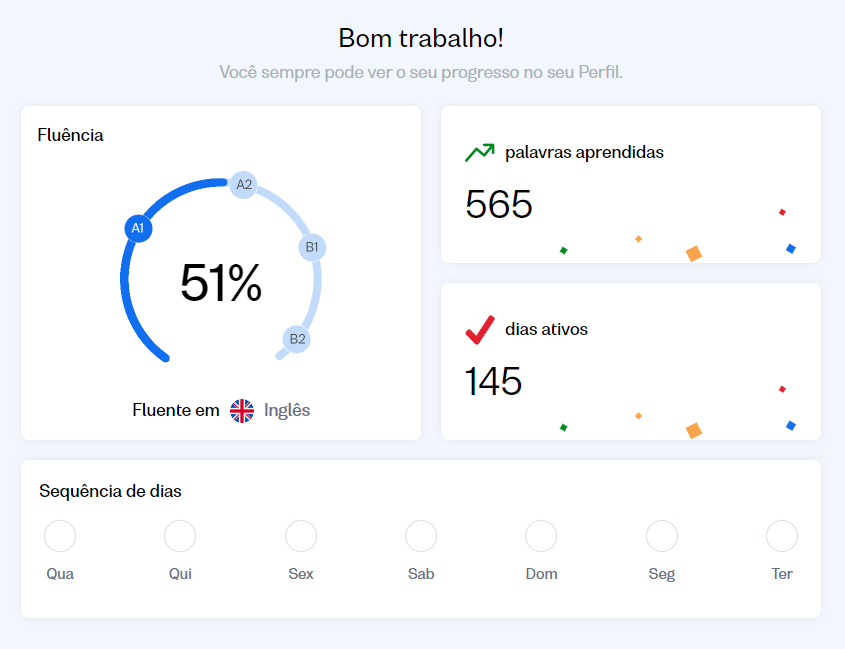 Bom trabalho!
Você sempre pode ver o seu progresso no seu Perfil.
Fluência
A1
A2
B1
B2
51%
Fluente em Inglês
palavras aprendidas
565
dias ativos
145
Sequência de dias
Qua Qui Sex Sab Dom Seg Ter